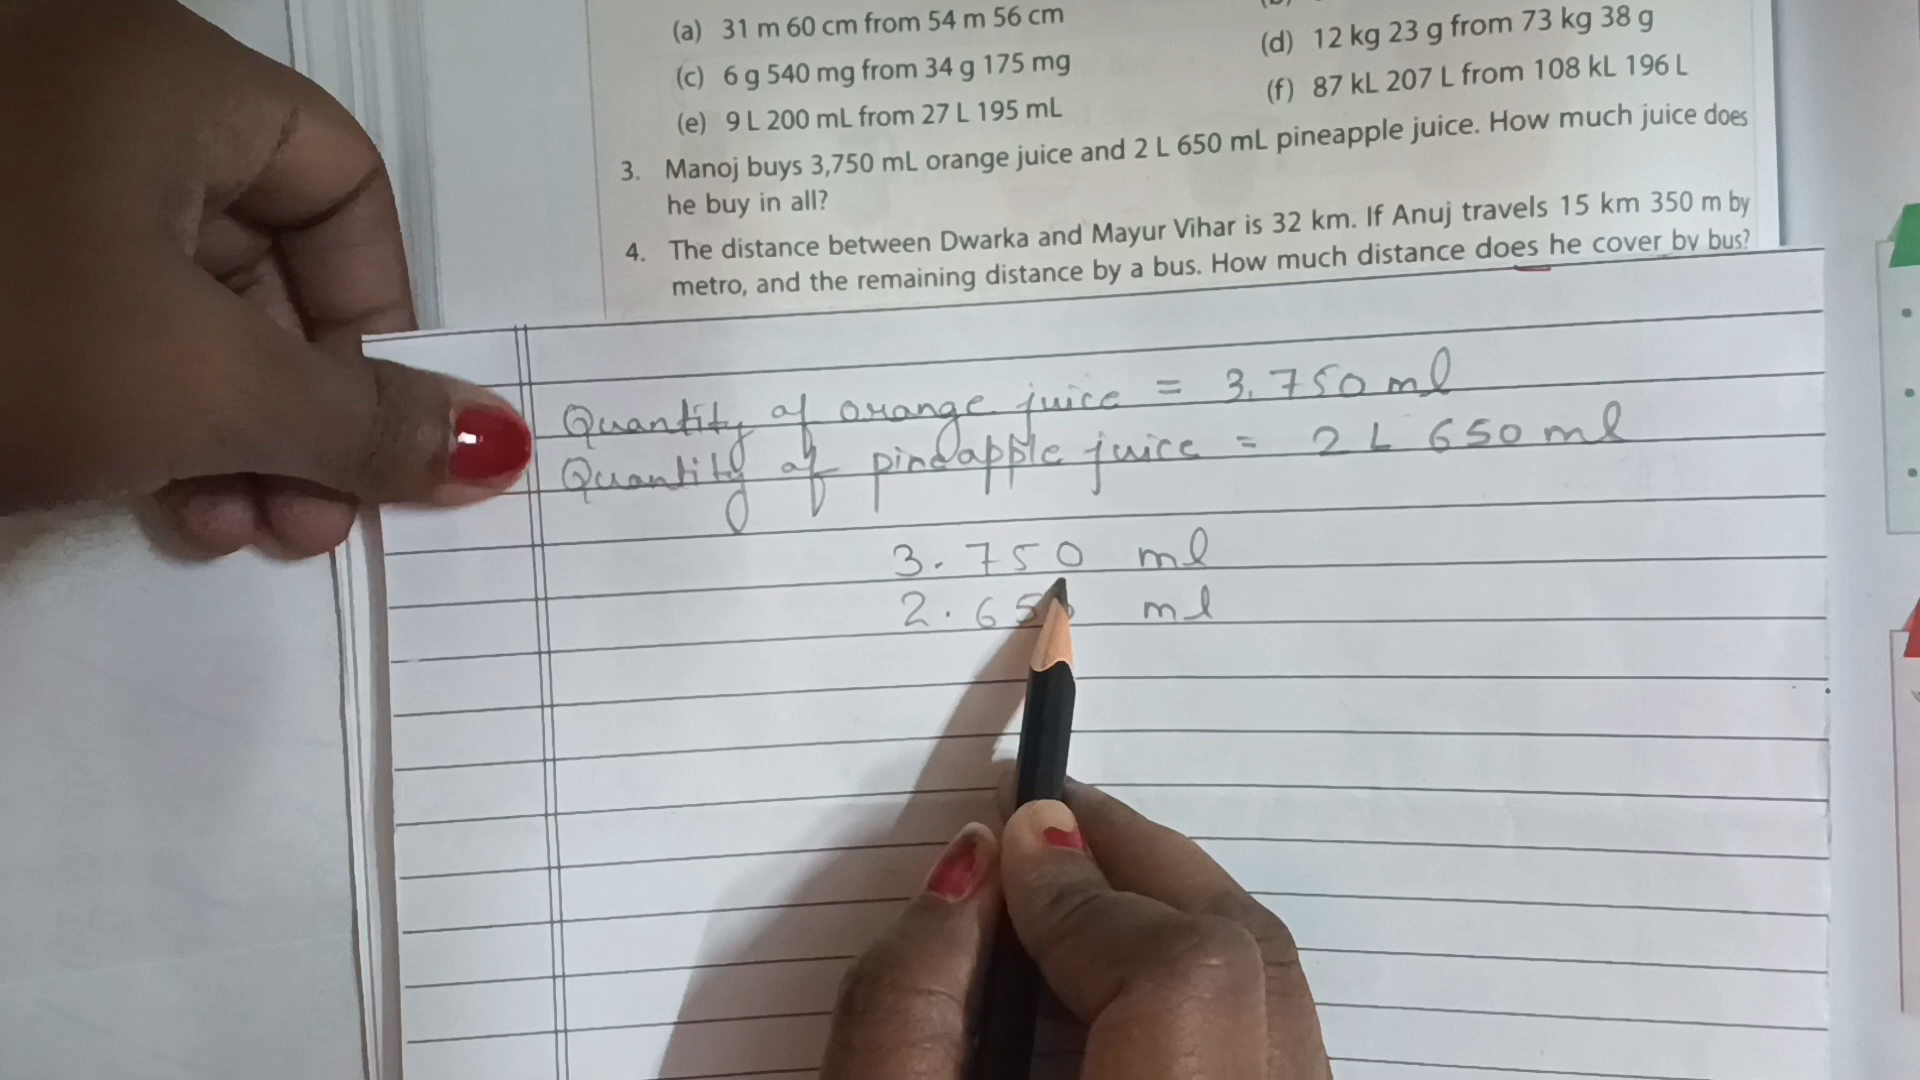 (a) 31 m 60 cm from 54 m 56 cm
(c) 6 g 540 mg from 34 g 175 mg
(d) 12 kg 23 g from 73 kg 38 g
(e) 9 L 200 mL from 27 L 195 mL
(f) 87 kL 207 L from 108 kL 196 L
3. Manoj buys 3,750 mL orange juice and 2 L 650 mL pineapple juice. How much juice does
he buy in all?
4. The distance between Dwarka and Mayur Vihar is 32 km. If Anuj travels 15 km 350 m by
metro, and the remaining distance by a bus. How much distance does he cover by bus?
Quantity of orange juice = 3.750 ml
Quantity of pineapple juice = 2 L 650 ml
3.750 ml
2.650 ml